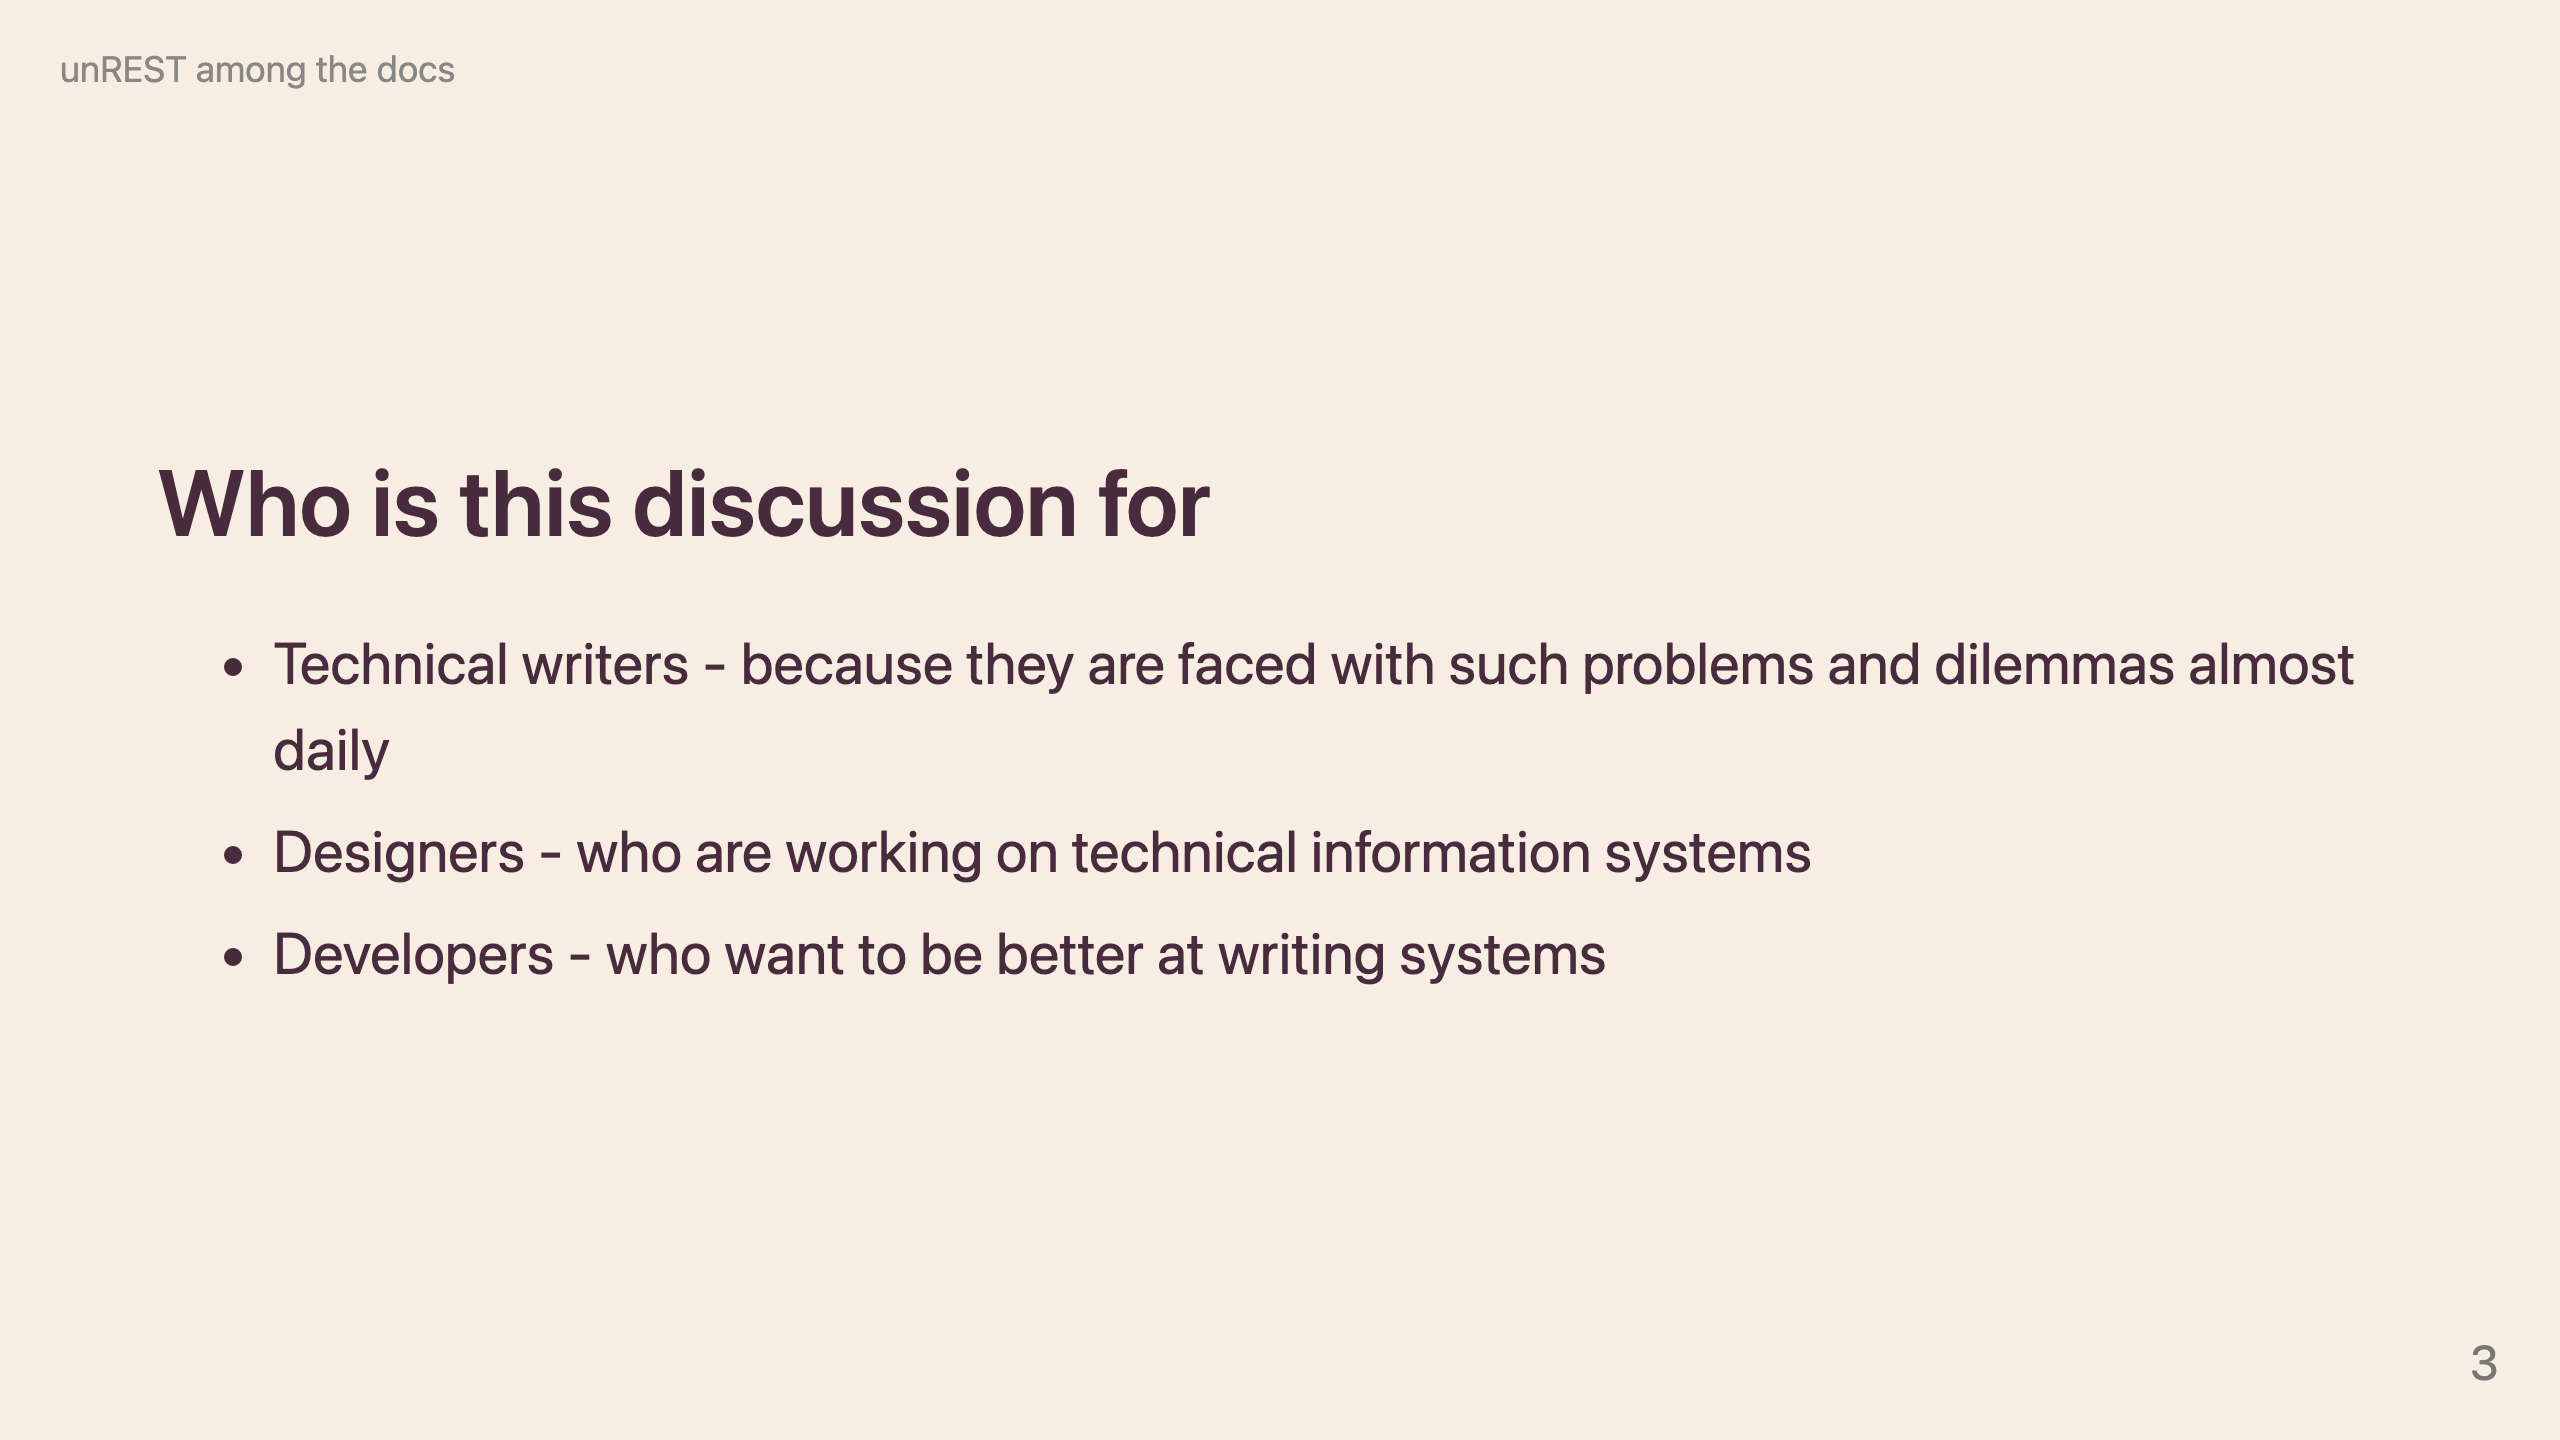 unREST among the docs
Who is this discussion for
• Technical writers - because they are faced with such problems and dilemmas almost
daily
• Designers - who are working on technical information systems
• Developers - who want to be better at writing systems
3